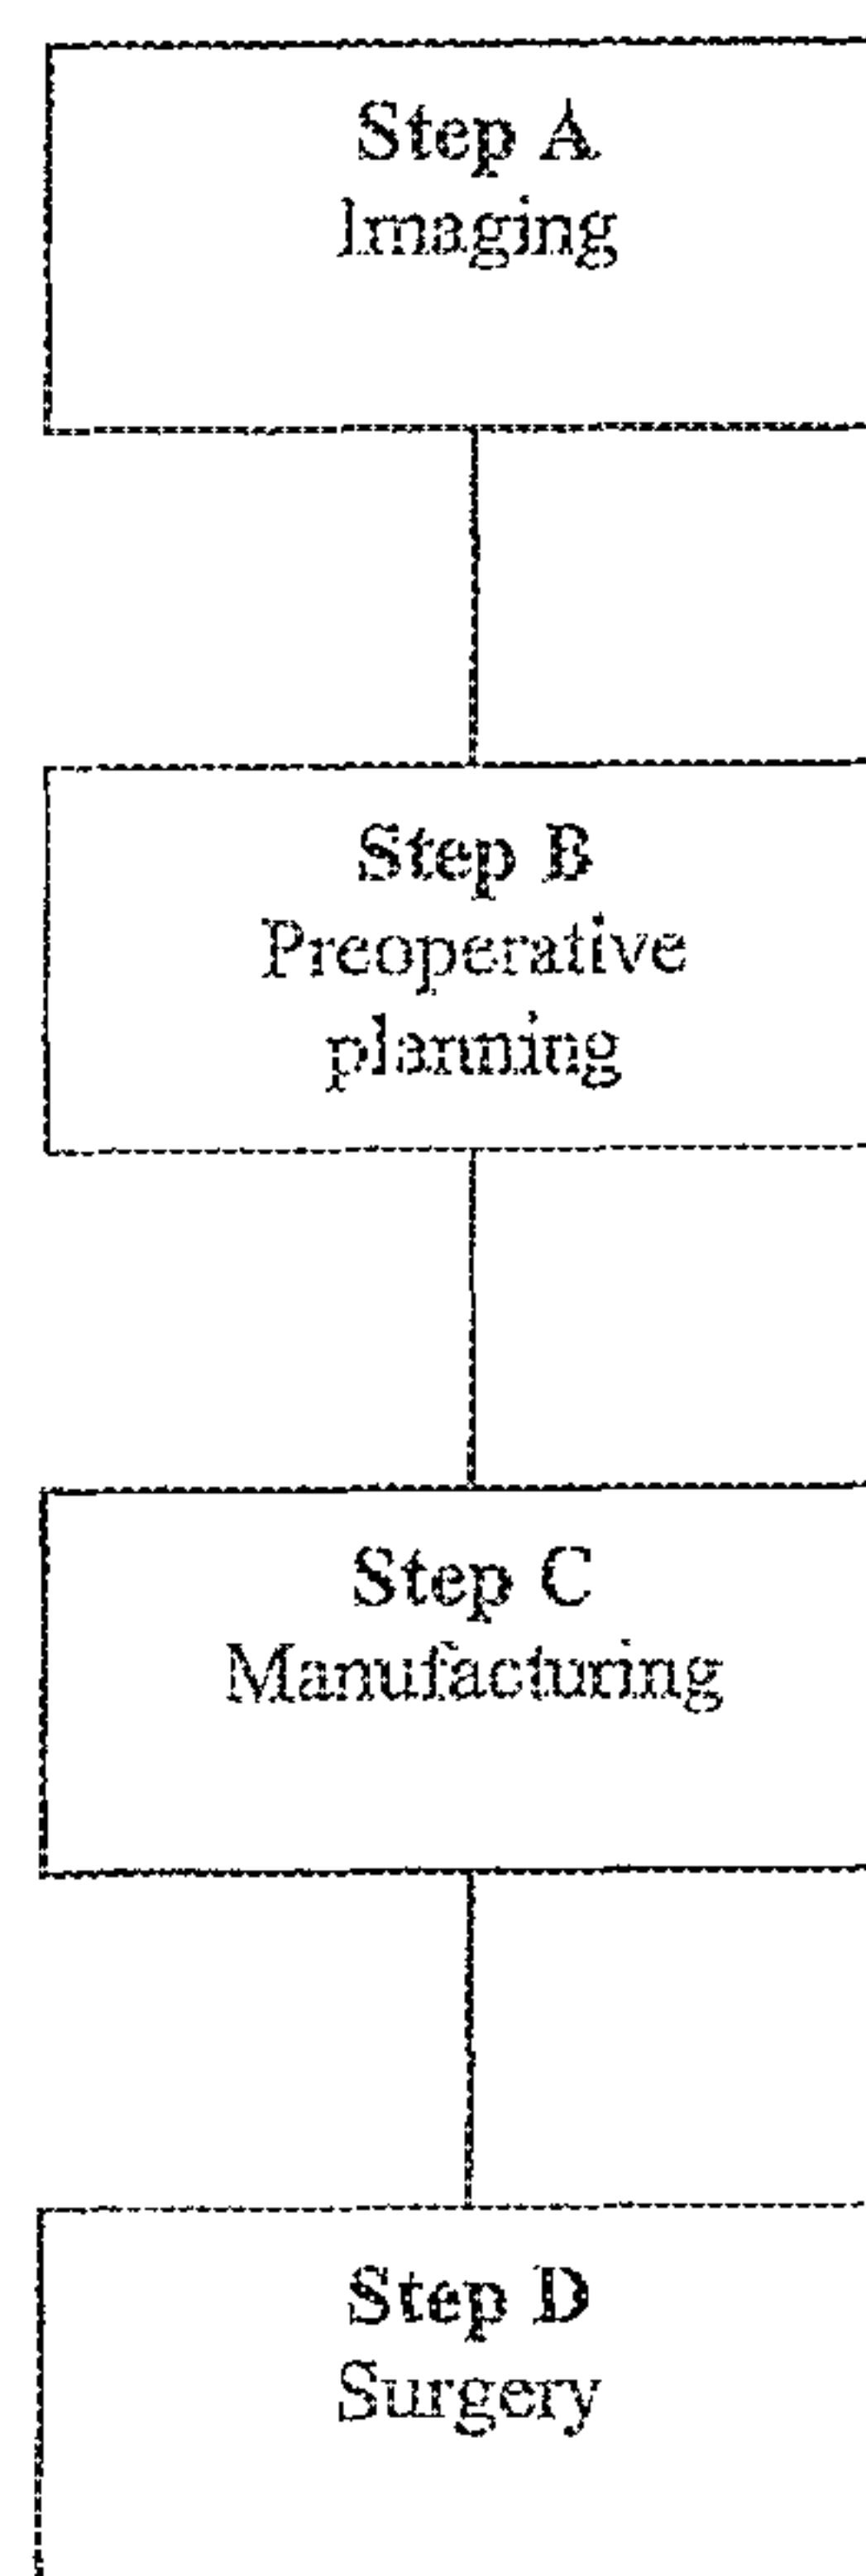 Step A
Imaging
Step B
Preoperative
planning
Step C
Manufacturing
Step D
Surgery